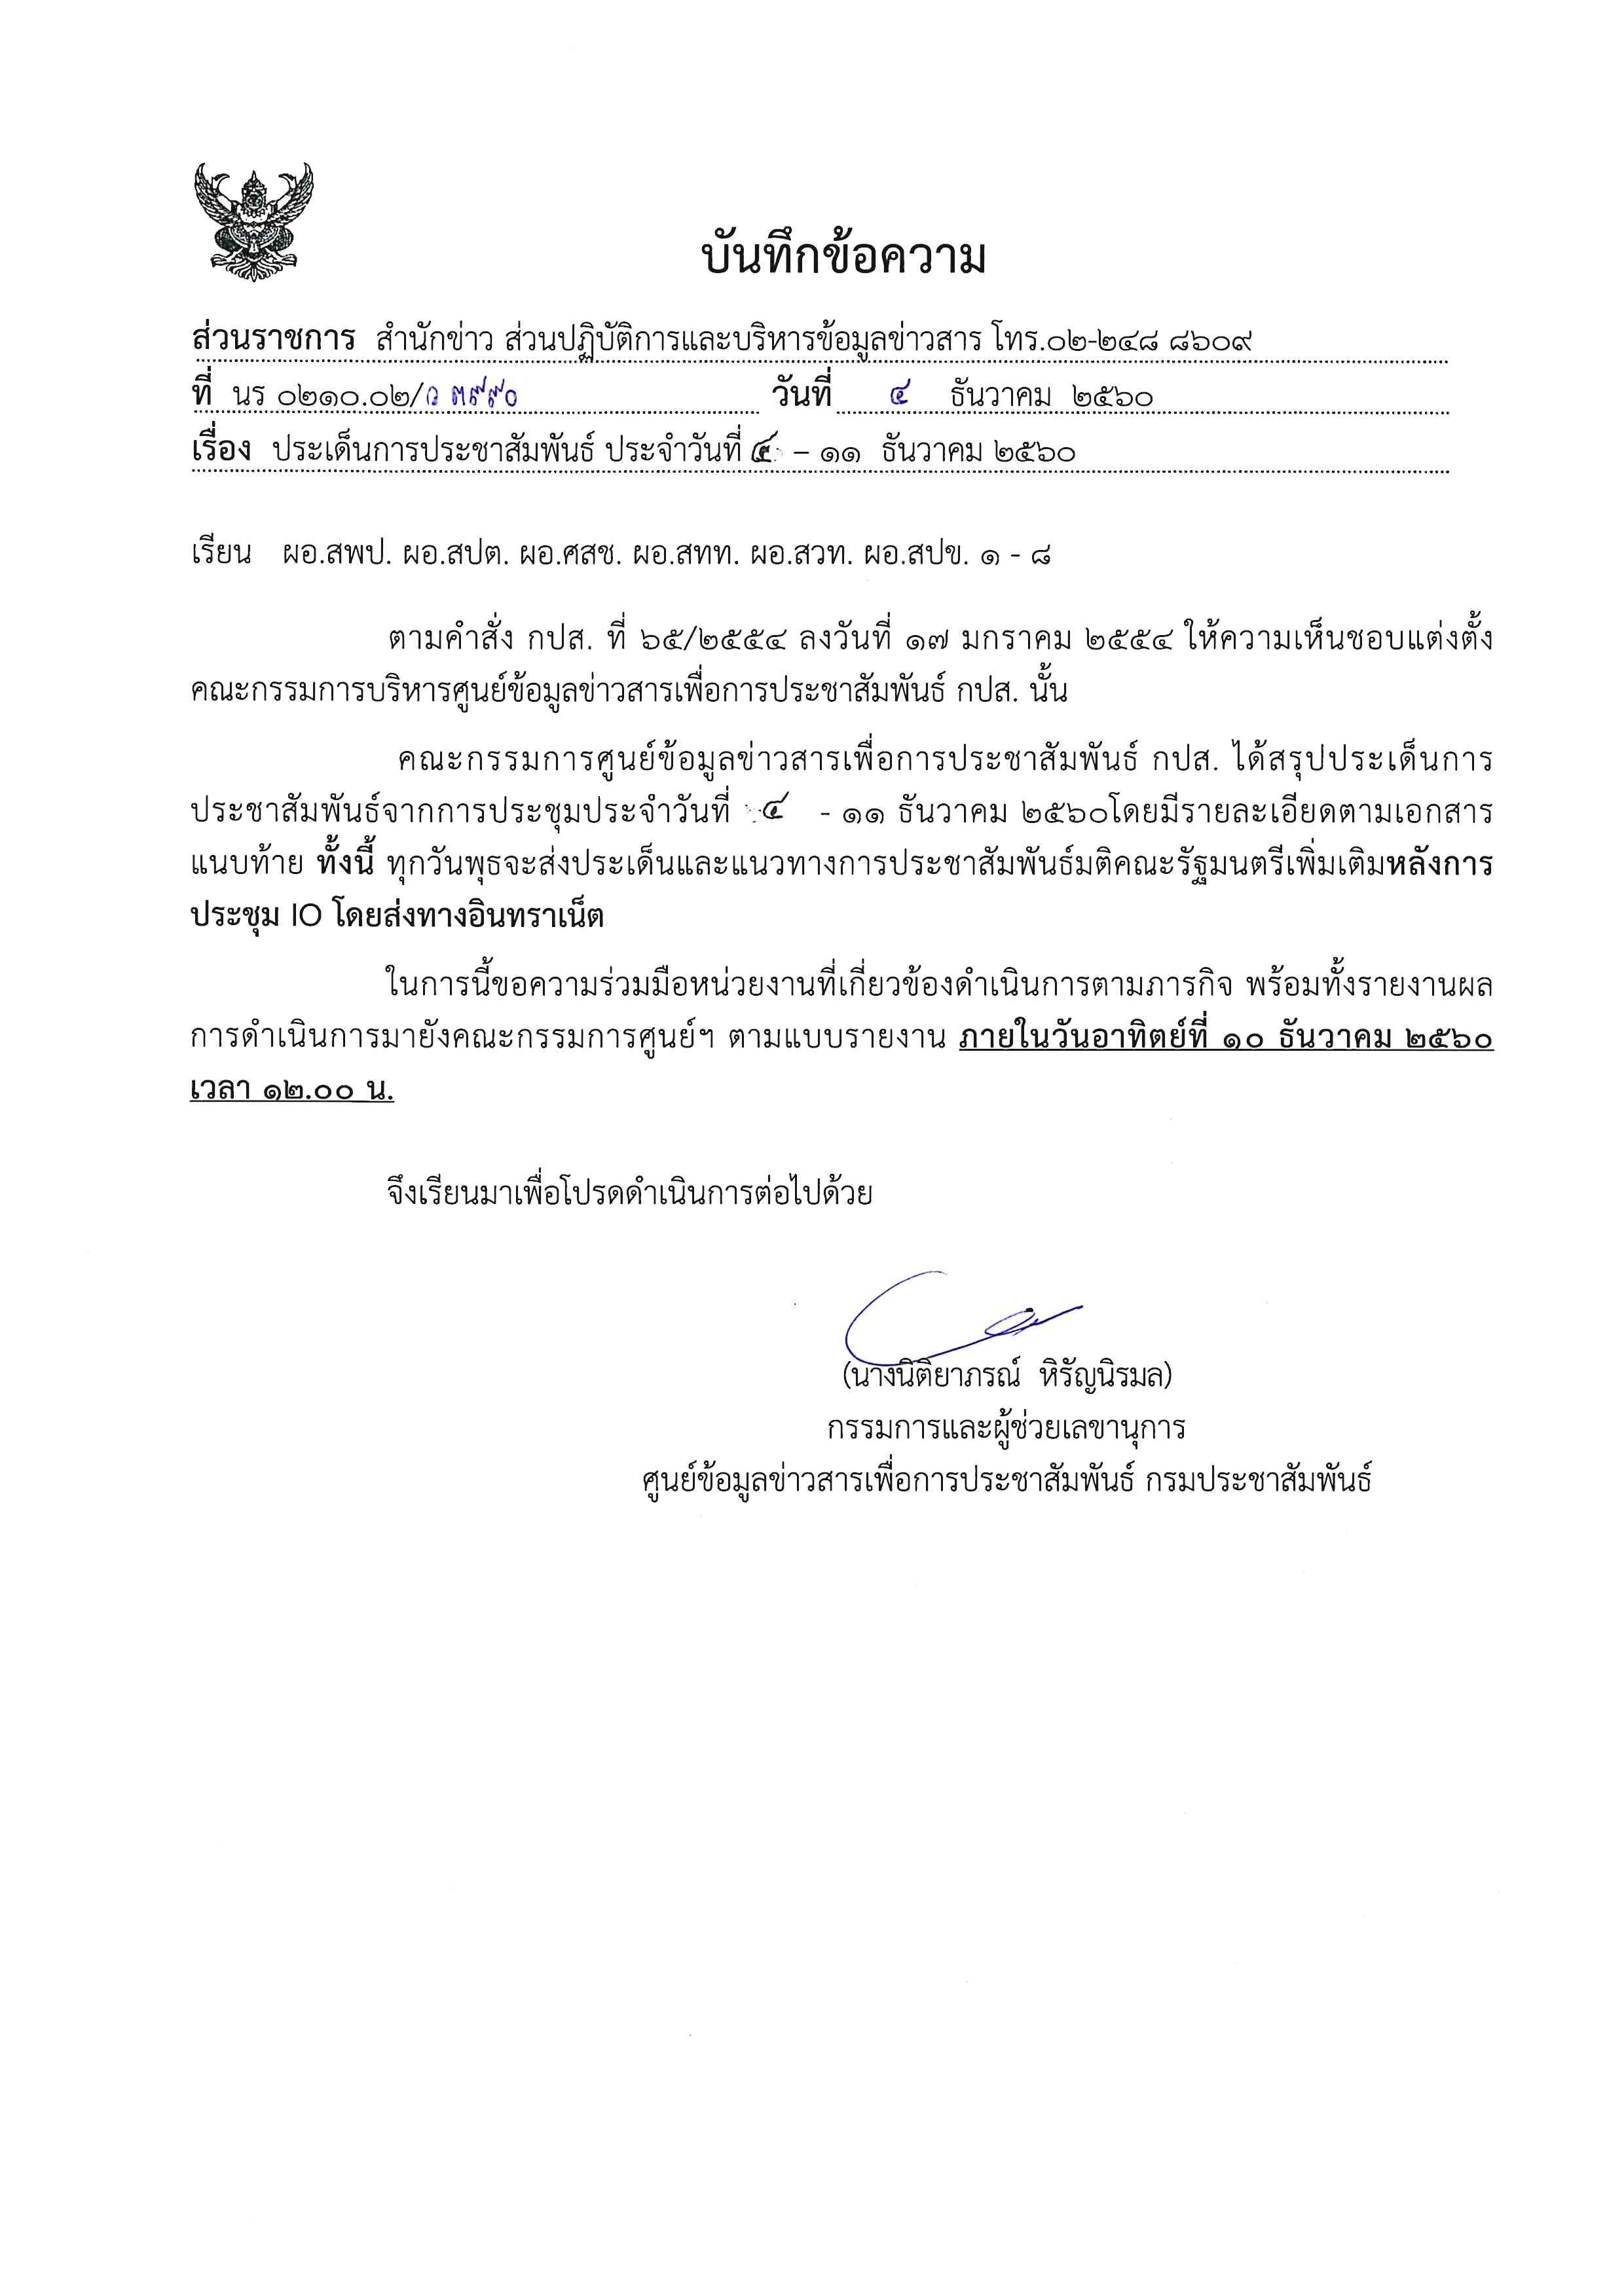 บันทึกข้อความ
ส่วนราชการ สำนักข่าว ส่วนปฏิบัติการและบริหารข้อมูลข่าวสาร โทร.๐๒-๒๔๘ ๘๖๐๙
ที่ นร ๐๒๑๐.๐๒/ว ๓๙๙๐ วันที่ ๔ ธันวาคม ๒๕๖๐
เรื่อง ประเด็นการประชาสัมพันธ์ ประจำวันที่ ๔ – ๑๑ ธันวาคม ๒๕๖๐
เรียน ผอ.สพป. ผอ.สปต. ผอ.ศสช. ผอ.สทท. ผอ.สวท. ผอ.สปข. ๑ - ๘
ตามคำสั่ง กปส. ที่ ๖๕/๒๕๕๔ ลงวันที่ ๑๗ มกราคม ๒๕๕๔ ให้ความเห็นชอบแต่งตั้ง
คณะกรรมการบริหารศูนย์ข้อมูลข่าวสารเพื่อการประชาสัมพันธ์ กปส. นั้น
คณะกรรมการศูนย์ข้อมูลข่าวสารเพื่อการประชาสัมพันธ์ กปส. ได้สรุปประเด็นการ
ประชาสัมพันธ์จากการประชุมประจำวันที่ ๔ - ๑๑ ธันวาคม ๒๕๖๐โดยมีรายละเอียดตามเอกสาร
แนบท้าย ทั้งนี้ ทุกวันพุธจะส่งประเด็นและแนวทางการประชาสัมพันธ์มติคณะรัฐมนตรีเพิ่มเติมหลังการ
ประชุม IO โดยส่งทางอินทราเน็ต
ในการนี้ขอความร่วมมือหน่วยงานที่เกี่ยวข้องดำเนินการตามภารกิจ พร้อมทั้งรายงานผล
การดำเนินการมายังคณะกรรมการศูนย์ฯ ตามแบบรายงาน ภายในวันอาทิตย์ที่ ๑๐ ธันวาคม ๒๕๖๐
เวลา ๑๒.๐๐ น.
จึงเรียนมาเพื่อโปรดดำเนินการต่อไปด้วย
(นางนิติยาภรณ์ หิรัญนิรมล)
กรรมการและผู้ช่วยเลขานุการ
ศูนย์ข้อมูลข่าวสารเพื่อการประชาสัมพันธ์ กรมประชาสัมพันธ์